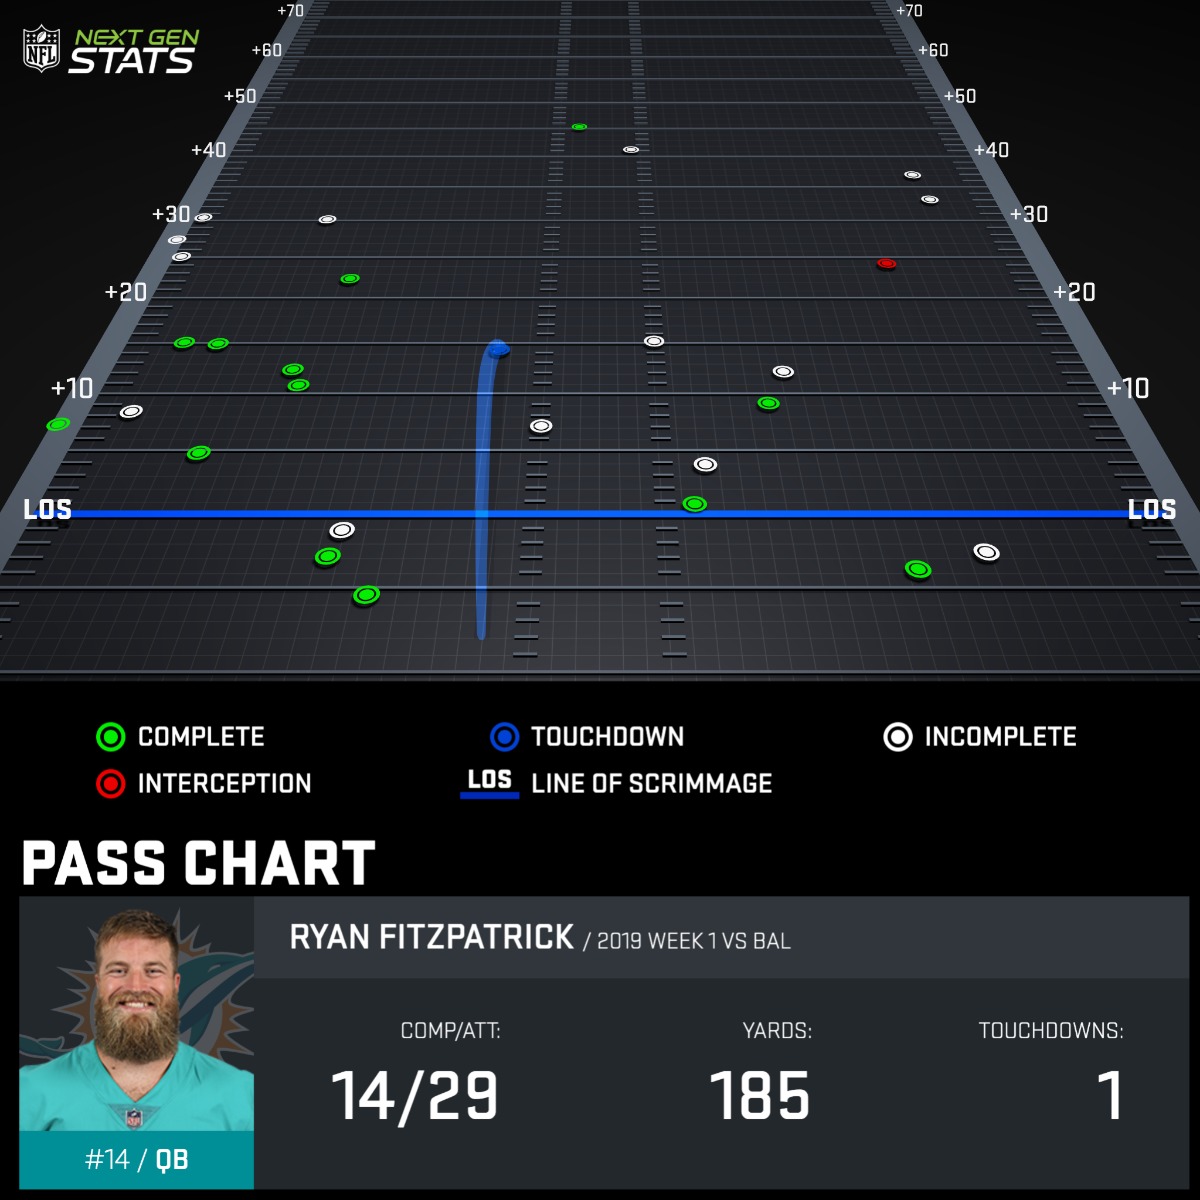 +70 +70
NFL NEXT GEN STATS
+60 +60
+50 +50
+40 +40
+30 +30
+20 +20
+10 +10
LOS LOS
COMPLETE TOUCHDOWN INCOMPLETE
INTERCEPTION LOS LINE OF SCRIMMAGE
PASS CHART
RYAN FITZPATRICK / 2019 WEEK 1 VS BAL
COMP/ATT: YARDS: TOUCHDOWNS:
14/29 185 1
#14 / QB